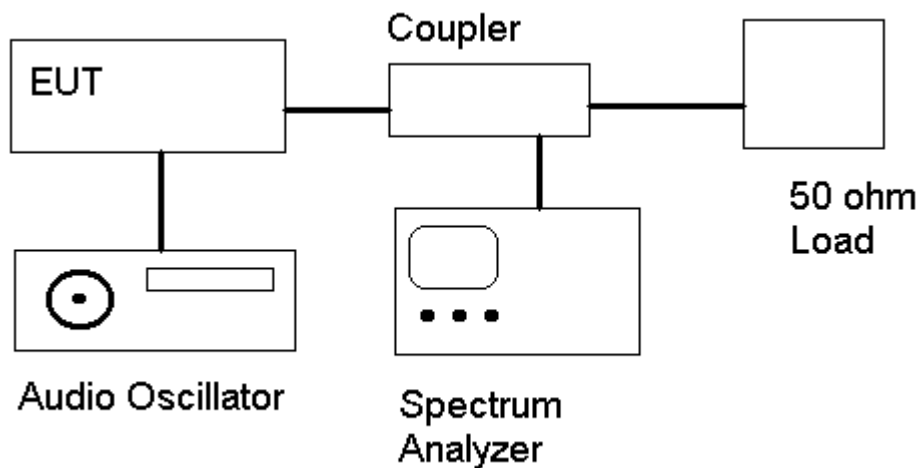 Coupler
EUT
50 ohm
Load
Audio Oscillator
Spectrum
Analyzer